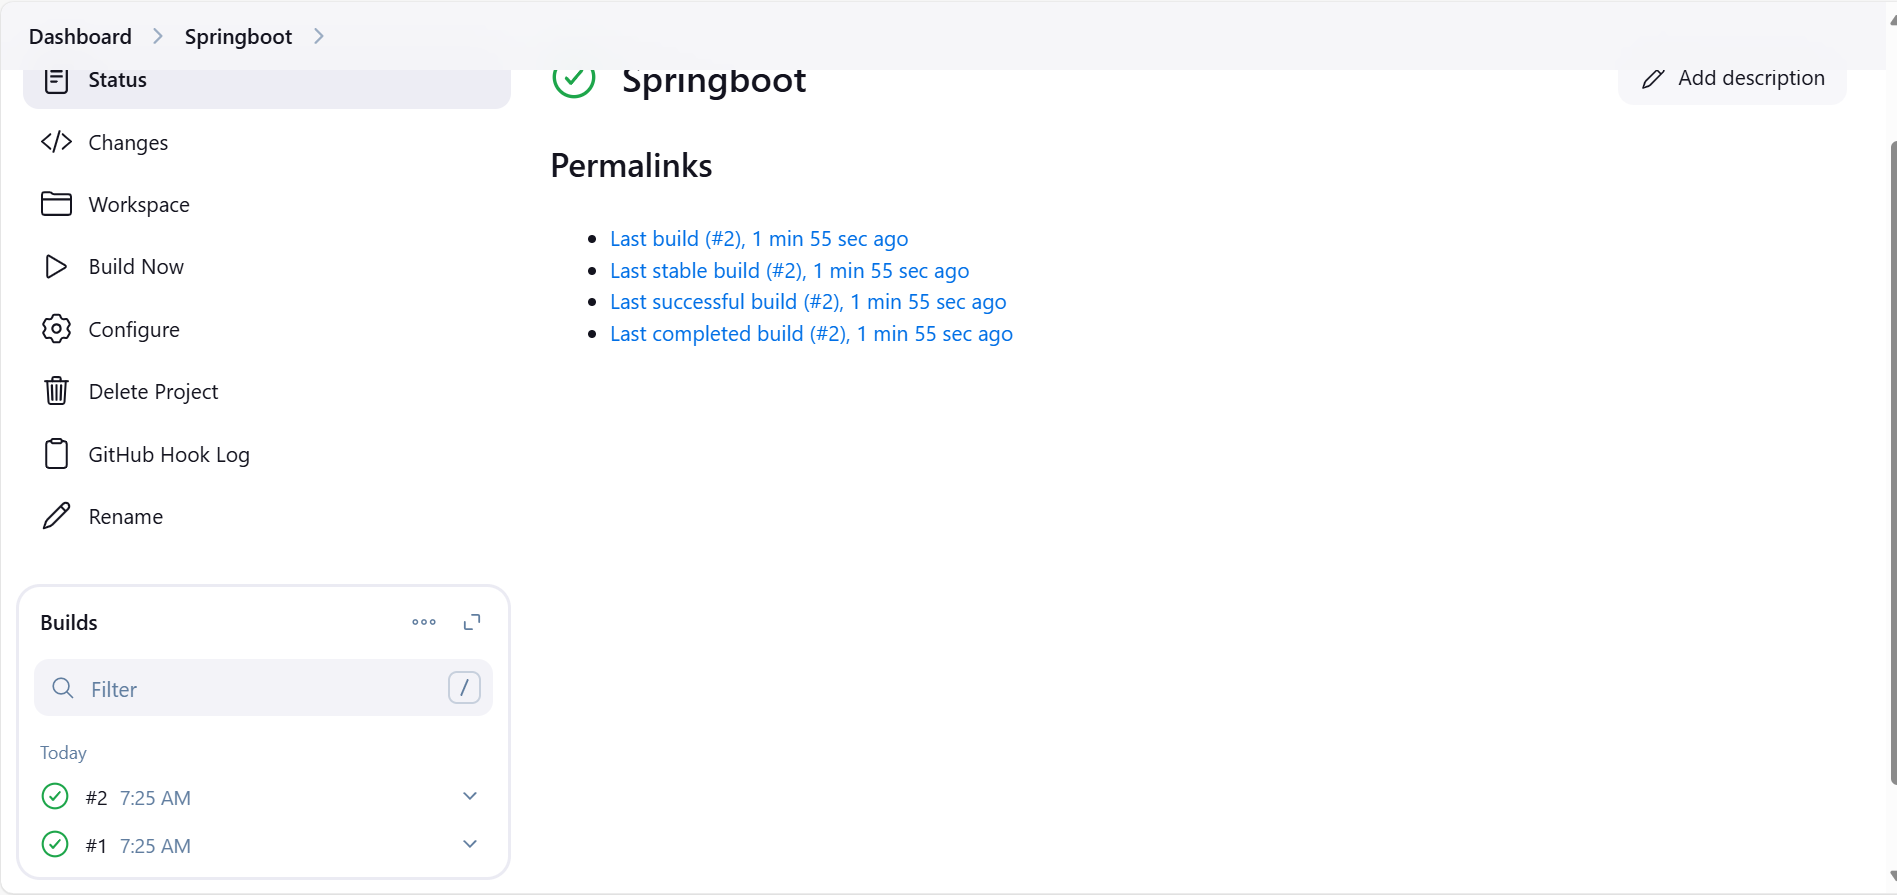 Dashboard
Springboot
Status
Changes
Workspace
Build Now
Configure
Delete Project
GitHub Hook Log
Rename
Builds
Filter
/
Today
#2 7:25 AM
#1 7:25 AM
Springboot
Add description
Permalinks
Last build (#2), 1 min 55 sec ago
Last stable build (#2), 1 min 55 sec ago
Last successful build (#2), 1 min 55 sec ago
Last completed build (#2), 1 min 55 sec ago